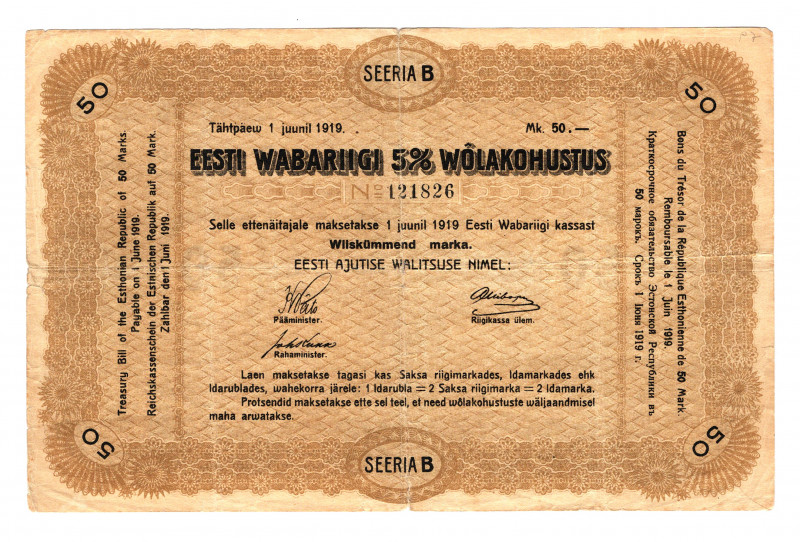 SEERIA B
50
50
Tähtpäew 1 juunil 1919. Mk. 50.—
EESTI WABARIIGI 5% WÕLAKOHUSTUS
No 121826
Selle ettenäitajale maksetakse 1 juunil 1919 Eesti Wabariigi kassast
Wiiskümmend marka.
EESTI AJUTISE WALITSUSE NIMEL:
Pääminister.
Riigikassa ülem.
Rahaminister.
Laen maksetakse tagasi kas Saksa riigimarkades, Idamarkades ehk
Idarublades, wahekorra järele: 1 Idarubla = 2 Saksa riigimarka = 2 Idamarka.
Protsendid maksetakse ette sel teel, et need wõlakohustuste wäljaandmisel
maha arwatakse.
Treasury Bill of the Esthonian Republic of 50 Marks
Payable on 1 June 1919.
Reichskassenschein der Estnischen Republik auf 50 Mark.
Zahlbar den 1 Juni 1919.
Bons du Trésor de la République Esthonienne de 50 Mark.
Remboursable le 1 Juin 1919.
Краткосрочное обязательство Эстонской Республики въ
50 марокъ. Срокъ 1 Iюня 1919 г.
50
50
SEERIA B